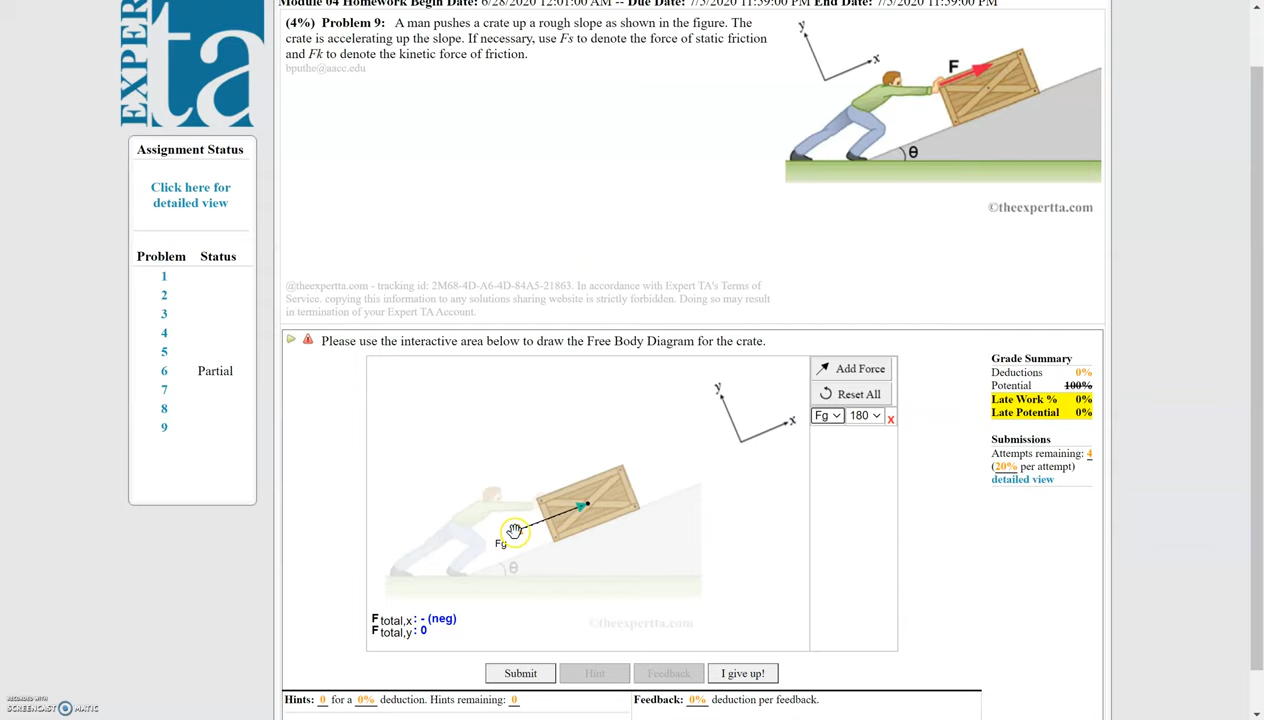 Module 04 Homework Begin Date: 6/28/2020 12:01:00 AM -- Due Date: 7/5/2020 11:59:00 PM End Date: 7/5/2020 11:59:00 PM
EXPERT
ta
(4%) Problem 9: A man pushes a crate up a rough slope as shown in the figure. The
crate is accelerating up the slope. If necessary, use Fs to denote the force of static friction
and Fk to denote the kinetic force of friction.
bputhe@aacc.edu
y
x
F
θ
©theexpertta.com
Assignment Status
Click here for
detailed view
Problem Status
1
2
3
4
5
6 Partial
7
8
9
@theexpertta.com - tracking id: 2M68-4D-A6-4D-84A5-21863. In accordance with Expert TA's Terms of
Service. copying this information to any solutions sharing website is strictly forbidden. Doing so may result
in termination of your Expert TA Account.
Please use the interactive area below to draw the Free Body Diagram for the crate.
Add Force
Reset All
Fg 180 x
y
x
Fg
θ
F total,x: - (neg)
F total,y: 0
©theexpertta.com
Grade Summary
Deductions 0%
Potential 100%
Late Work % 0%
Late Potential 0%
Submissions
Attempts remaining: 4
(20% per attempt)
detailed view
Submit Hint Feedback I give up!
Hints: 0 for a 0% deduction. Hints remaining: 0
Feedback: 0% deduction per feedback.
RECORDED WITH
SCREENCAST MATIC